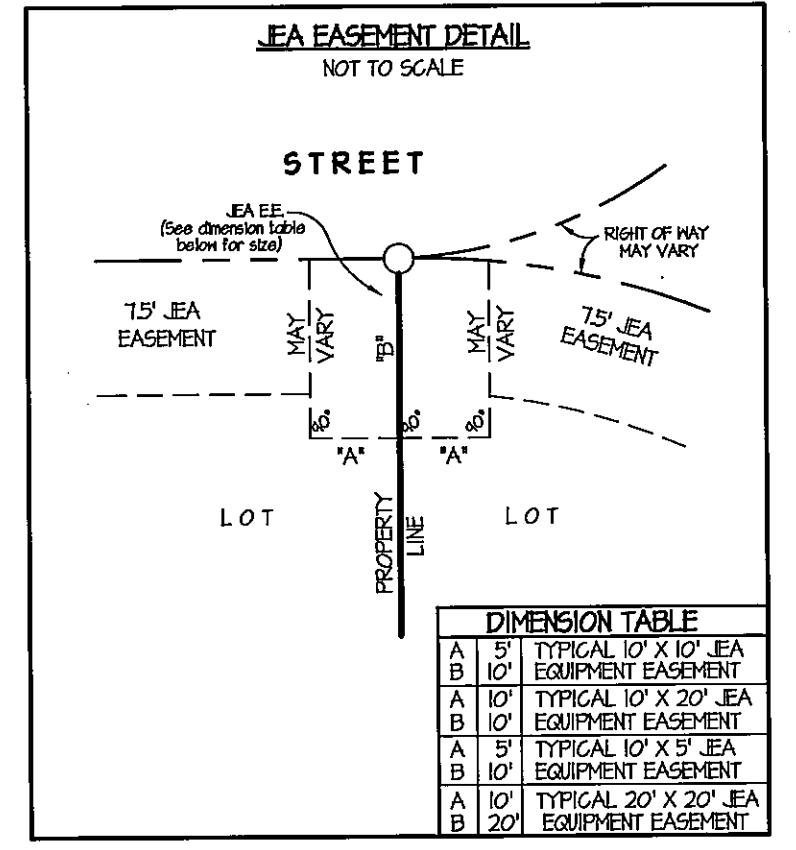 JEA EASEMENT DETAIL
NOT TO SCALE
STREET
JEA E.E.
(See dimension table
below for size)
RIGHT OF WAY
MAY VARY
7.5' JEA
EASEMENT
MAY
VARY
"B"
MAY
VARY
7.5' JEA
EASEMENT
90°
90°
90°
"A"
"A"
LOT
PROPERTY
LINE
LOT
DIMENSION TABLE
A 5' TYPICAL 10' X 10' JEA
B 10' EQUIPMENT EASEMENT
A 10' TYPICAL 10' X 20' JEA
B 10' EQUIPMENT EASEMENT
A 5' TYPICAL 10' X 5' JEA
B 10' EQUIPMENT EASEMENT
A 10' TYPICAL 20' X 20' JEA
B 20' EQUIPMENT EASEMENT